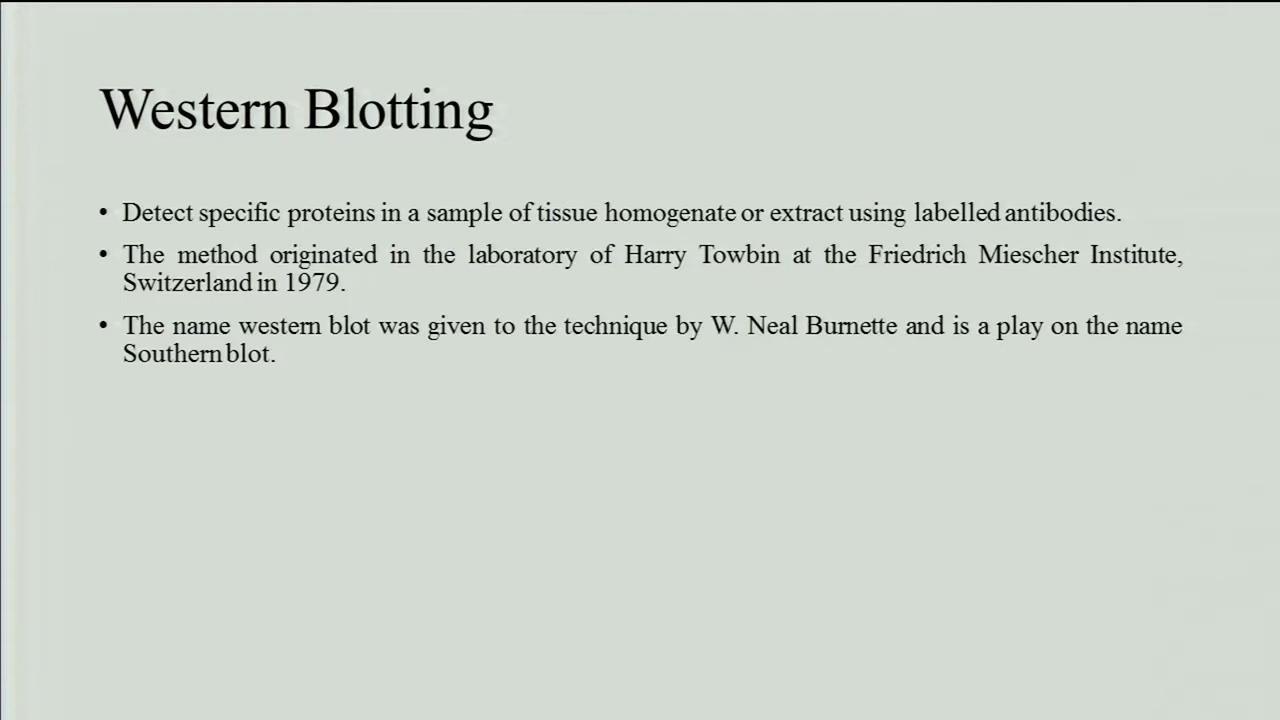 Western Blotting
• Detect specific proteins in a sample of tissue homogenate or extract using labelled antibodies.
• The method originated in the laboratory of Harry Towbin at the Friedrich Miescher Institute,
Switzerland in 1979.
• The name western blot was given to the technique by W. Neal Burnette and is a play on the name
Southern blot.